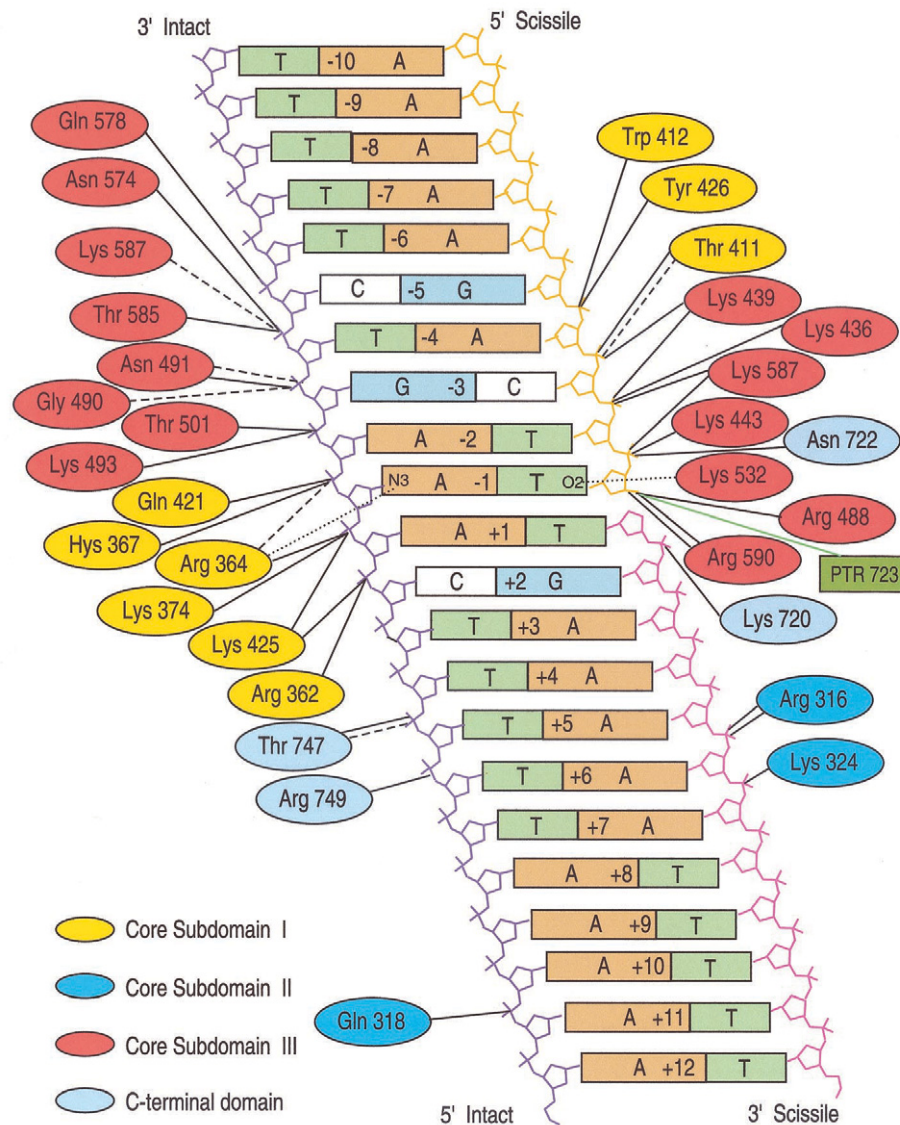 3' Intact
5' Scissile
T -10 A
T -9 A
T -8 A
T -7 A
T -6 A
C -5 G
T -4 A
G -3 C
A -2 T
N3 A -1 T O2
A +1 T
C +2 G
T +3 A
T +4 A
T +5 A
T +6 A
T +7 A
A +8 T
A +9 T
A +10 T
A +11 T
A +12 T
5' Intact
3' Scissile
Gln 578
Asn 574
Lys 587
Thr 585
Asn 491
Gly 490
Thr 501
Lys 493
Gln 421
Hys 367
Arg 364
Lys 374
Lys 425
Arg 362
Thr 747
Arg 749
Gln 318
Trp 412
Tyr 426
Thr 411
Lys 439
Lys 436
Lys 587
Lys 443
Asn 722
Lys 532
Arg 488
Arg 590
PTR 723
Lys 720
Arg 316
Lys 324
Core Subdomain I
Core Subdomain II
Core Subdomain III
C-terminal domain